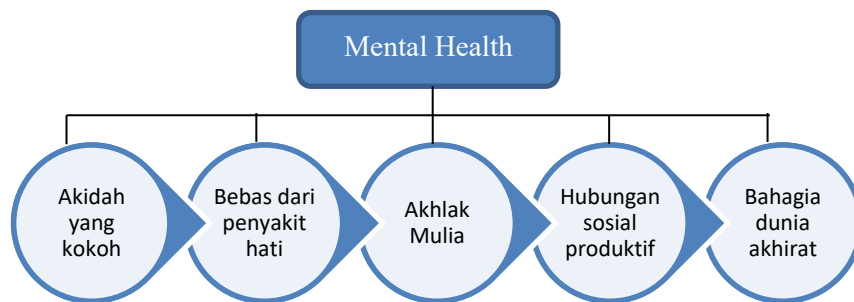 Mental Health
Akidah
yang
kokoh
Bebas dari
penyakit
hati
Akhlak
Mulia
Hubungan
sosial
produktif
Bahagia
dunia
akhirat